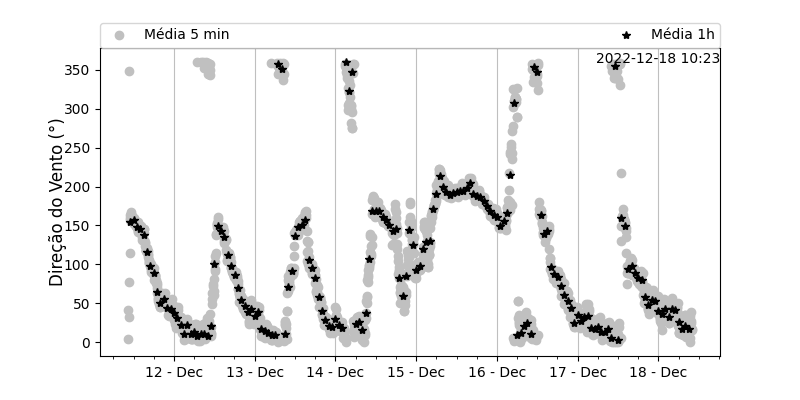 Média 5 min
Média 1h
2022-12-18 10:23
Direção do Vento (°)
350
300
250
200
150
100
50
0
12 - Dec
13 - Dec
14 - Dec
15 - Dec
16 - Dec
17 - Dec
18 - Dec